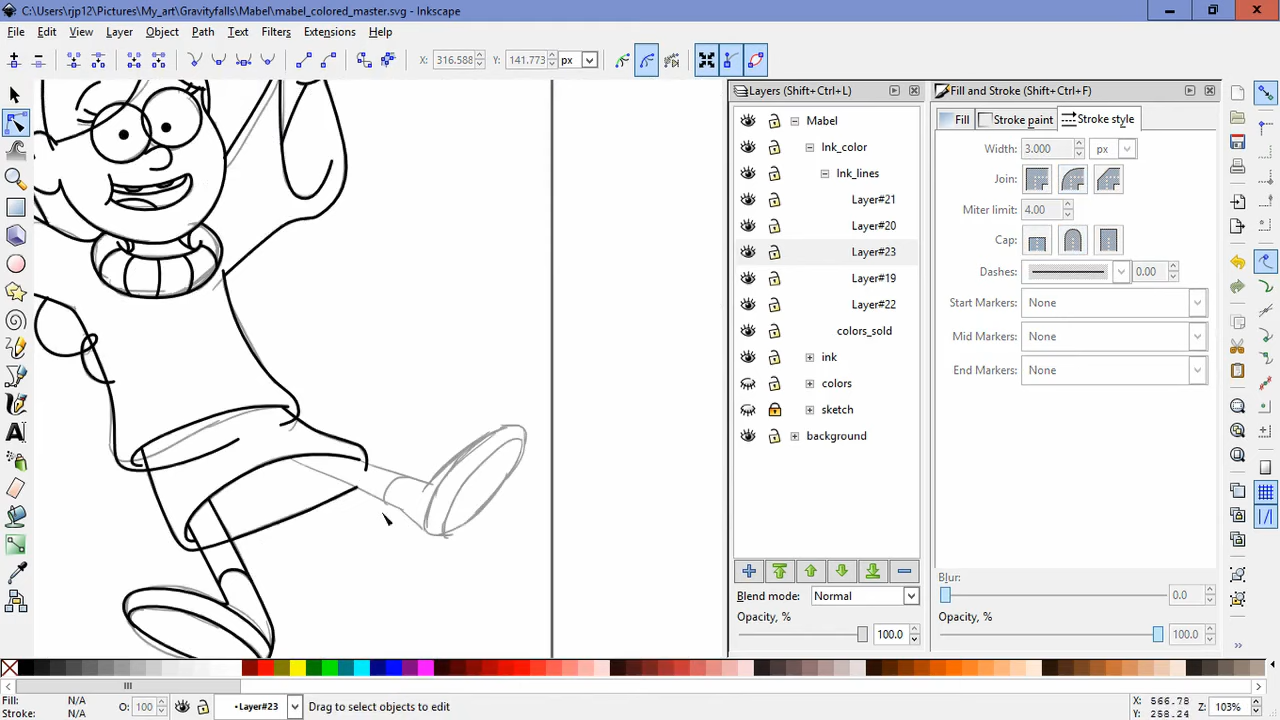 C:\Users\rjp12\Pictures\My_art\Gravityfalls\Mabel\mabel_colored_master.svg - Inkscape
File Edit View Layer Object Path Text Filters Extensions Help
X: 316.588 Y: 141.773 px
Layers (Shift+Ctrl+L)
Mabel
Ink_color
Ink_lines
Layer#21
Layer#20
Layer#23
Layer#19
Layer#22
colors_sold
ink
colors
sketch
background
Blend mode: Normal
Opacity, %
100.0
Fill and Stroke (Shift+Ctrl+F)
Fill Stroke paint Stroke style
Width: 3.000 px
Join:
Miter limit: 4.00
Cap:
Dashes: 0.00
Start Markers: None
Mid Markers: None
End Markers: None
Blur:
0.0
Opacity, %
100.0
Fill: N/A
Stroke: N/A
O: 100
•Layer#23
Drag to select objects to edit
X: 566.78
Y: 258.24
Z: 103%